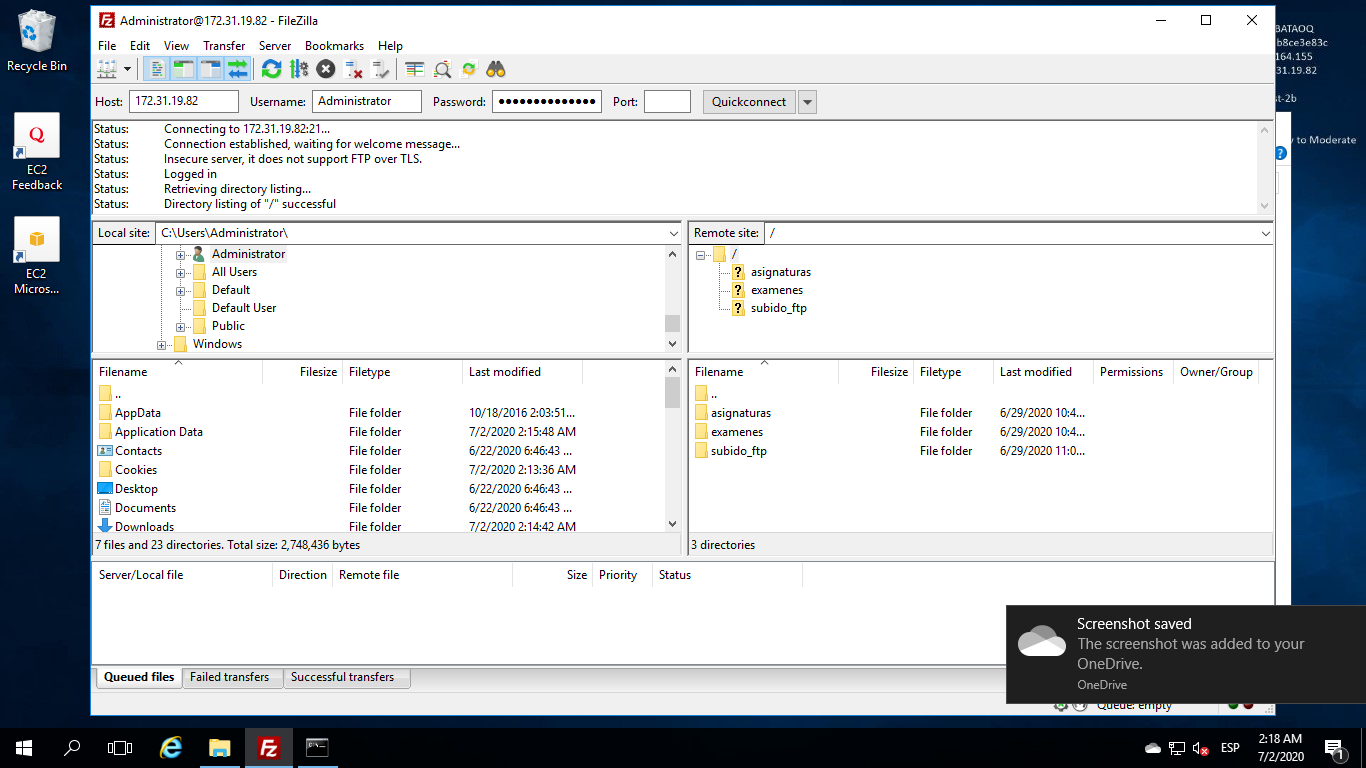 Recycle Bin
EC2
Feedback
EC2
Micros...
Administrator@172.31.19.82 - FileZilla
File Edit View Transfer Server Bookmarks Help
Host: 172.31.19.82 Username: Administrator Password: ●●●●●●●●●●●●●● Port: Quickconnect
Status: Connecting to 172.31.19.82:21...
Status: Connection established, waiting for welcome message...
Status: Insecure server, it does not support FTP over TLS.
Status: Logged in
Status: Retrieving directory listing...
Status: Directory listing of "/" successful
Local site: C:\Users\Administrator\
Administrator
All Users
Default
Default User
Public
Windows
Remote site: /
/
asignaturas
examenes
subido_ftp
Filename Filesize Filetype Last modified
..
AppData File folder 10/18/2016 2:03:51...
Application Data File folder 7/2/2020 2:15:48 AM
Contacts File folder 6/22/2020 6:46:43 ...
Cookies File folder 7/2/2020 2:13:36 AM
Desktop File folder 6/22/2020 6:46:43 ...
Documents File folder 6/22/2020 6:46:43 ...
Downloads File folder 7/2/2020 2:14:42 AM
7 files and 23 directories. Total size: 2,748,436 bytes
Filename Filesize Filetype Last modified Permissions Owner/Group
..
asignaturas File folder 6/29/2020 10:4...
examenes File folder 6/29/2020 10:4...
subido_ftp File folder 6/29/2020 11:0...
3 directories
Server/Local file Direction Remote file Size Priority Status
Queued files Failed transfers Successful transfers
Queue: empty
BATAOQ
b8ce3e83c
164.155
31.19.82
st-2b
y to Moderate
Screenshot saved
The screenshot was added to your
OneDrive.
OneDrive
ESP
2:18 AM
7/2/2020
1